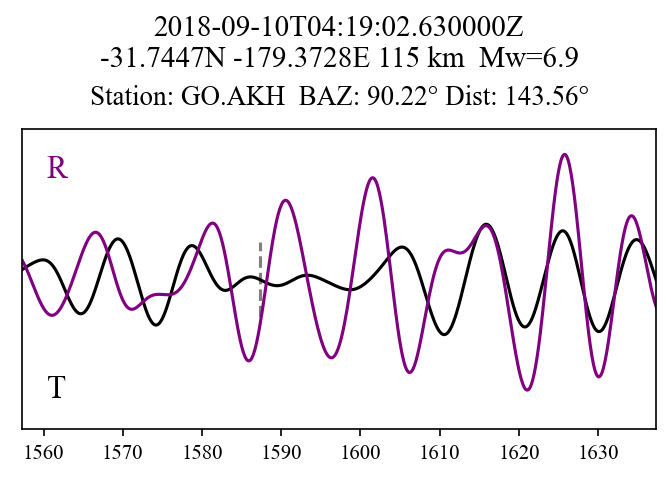 2018-09-10T04:19:02.630000Z
-31.7447N -179.3728E 115 km  Mw=6.9
Station: GO.AKH  BAZ: 90.22° Dist: 143.56°
R
T
1560 1570 1580 1590 1600 1610 1620 1630